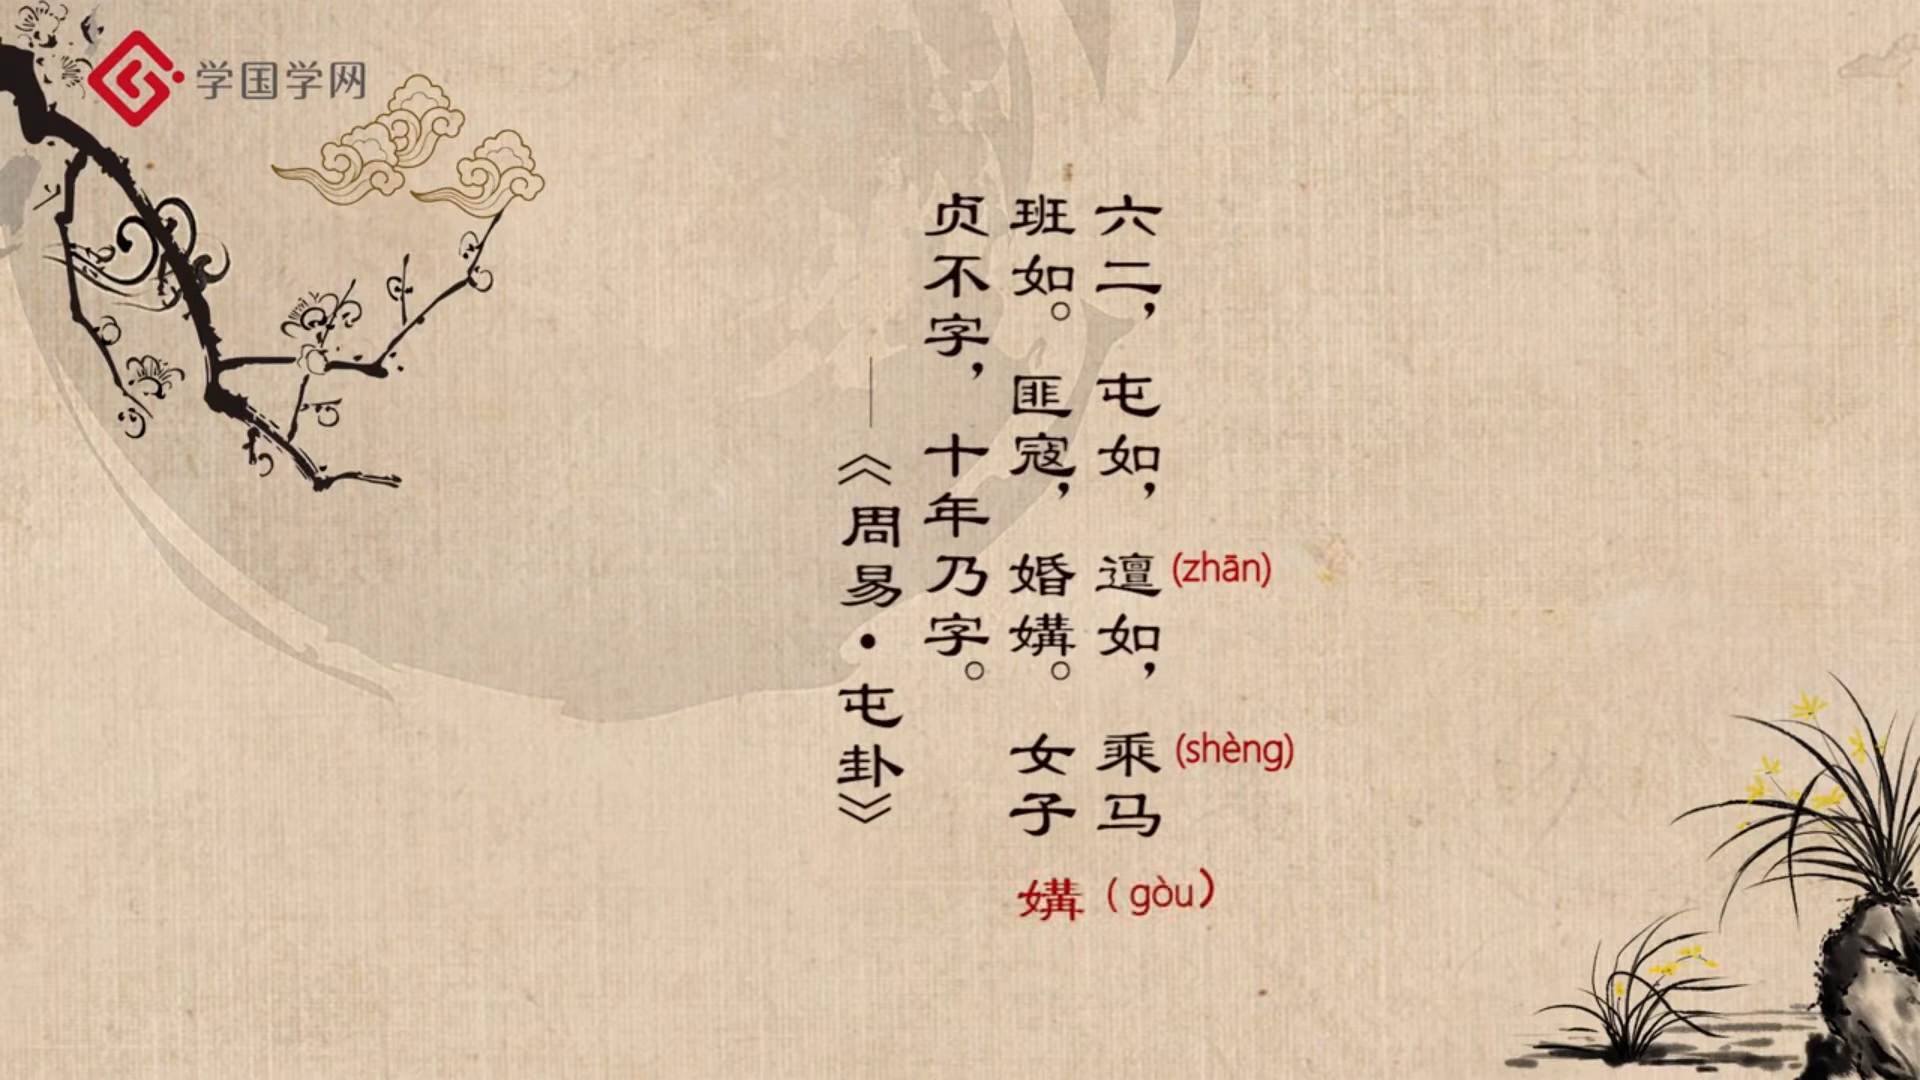 学国学网
六二，屯如，邅如，乘马
(zhān)
(shèng)
班如。匪寇，婚媾。女子
贞不字，十年乃字。
——《周易·屯卦》
媾（gòu）